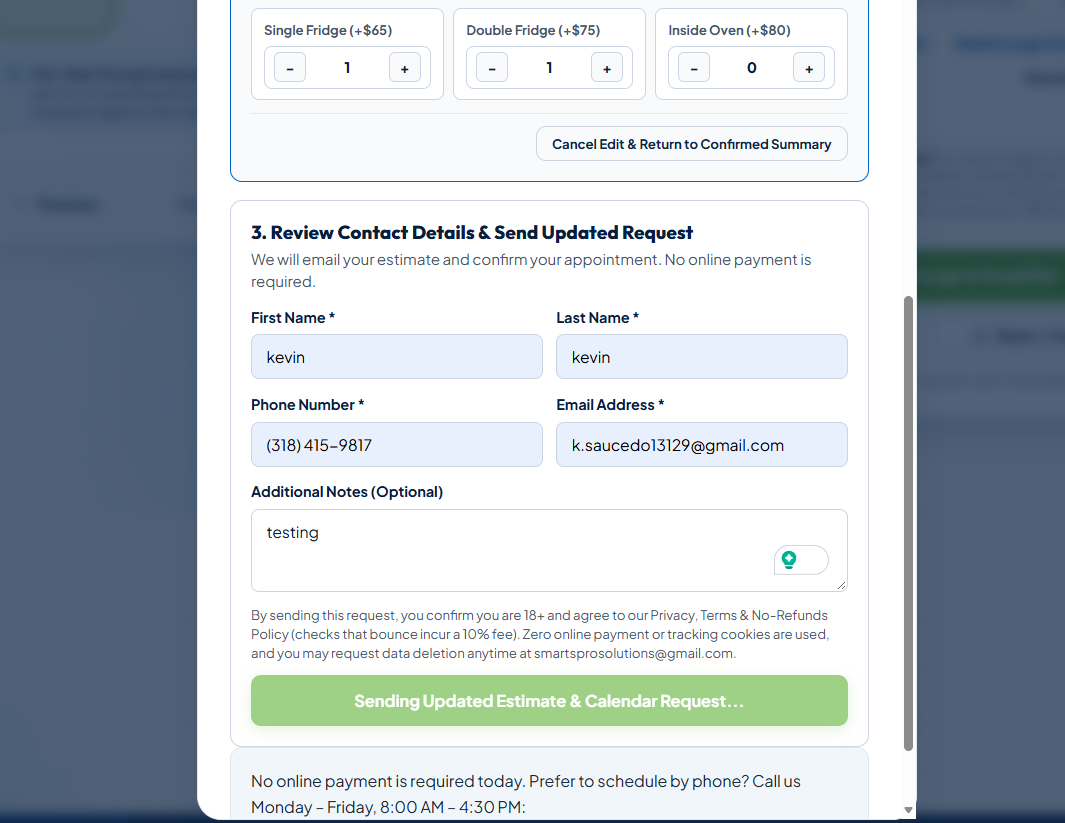 Single Fridge (+$65) Double Fridge (+$75) Inside Oven (+$80)
- 1 + - 1 + - 0 +
Cancel Edit & Return to Confirmed Summary
3. Review Contact Details & Send Updated Request
We will email your estimate and confirm your appointment. No online payment is
required.
First Name * Last Name *
kevin kevin
Phone Number * Email Address *
(318) 415-9817 k.saucedo13129@gmail.com
Additional Notes (Optional)
testing
By sending this request, you confirm you are 18+ and agree to our Privacy, Terms & No-Refunds
Policy (checks that bounce incur a 10% fee). Zero online payment or tracking cookies are used,
and you may request data deletion anytime at smartsprosolutions@gmail.com.
Sending Updated Estimate & Calendar Request...
No online payment is required today. Prefer to schedule by phone? Call us
Monday – Friday, 8:00 AM – 4:30 PM: